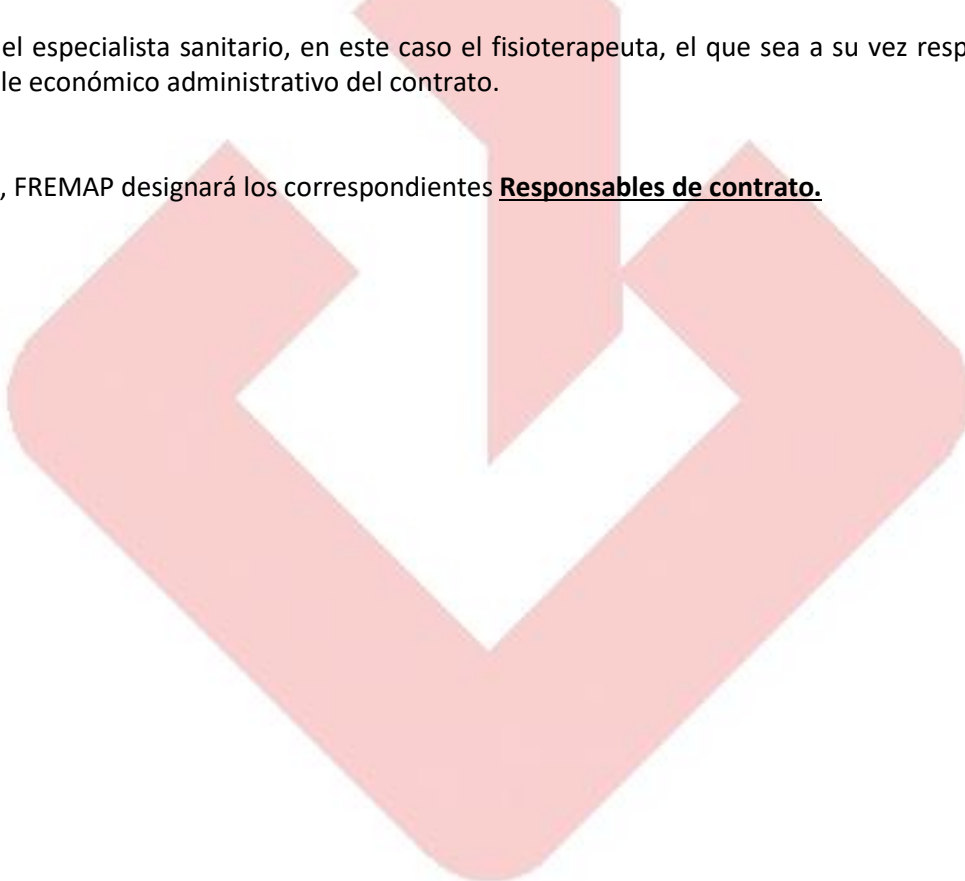 el especialista sanitario, en este caso el fisioterapeuta, el que sea a su vez resp
le económico administrativo del contrato.
, FREMAP designará los correspondientes Responsables de contrato.